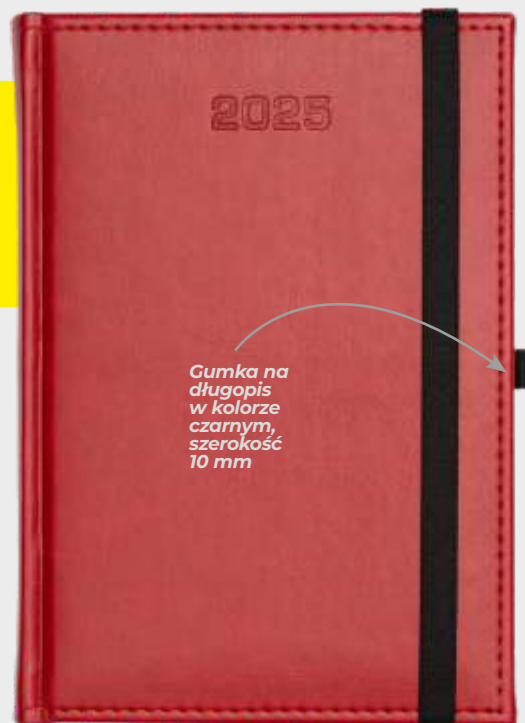 2025
Gumka na
długopis
w kolorze
czarnym,
szerokość
10 mm